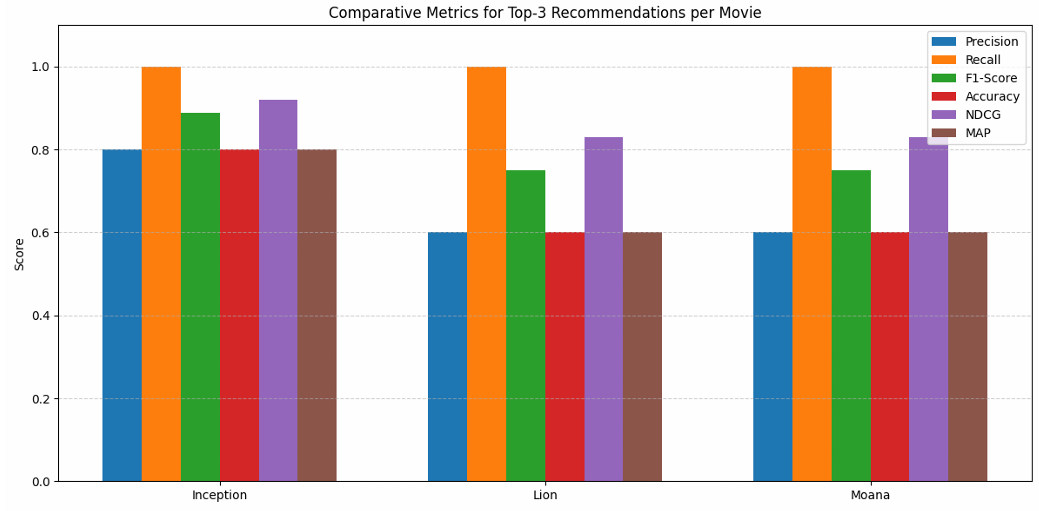 Comparative Metrics for Top-3 Recommendations per Movie
Precision
Recall
F1-Score
Accuracy
NDCG
MAP
1.0
0.8
0.6
0.4
0.2
0.0
Score
Inception
Lion
Moana